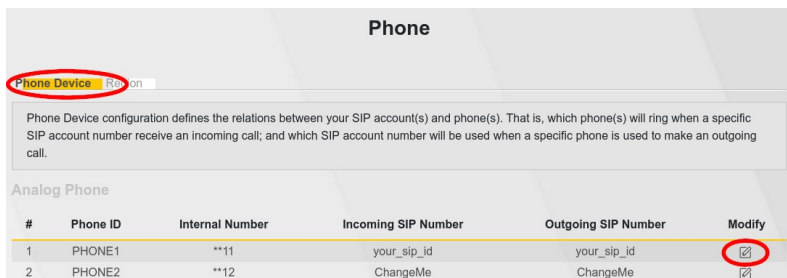 Phone
Phone Device Region
Phone Device configuration defines the relations between your SIP account(s) and phone(s). That is, which phone(s) will ring when a specific
SIP account number receive an incoming call; and which SIP account number will be used when a specific phone is used to make an outgoing
call.
Analog Phone
# Phone ID Internal Number Incoming SIP Number Outgoing SIP Number Modify
1 PHONE1 **11 your_sip_id your_sip_id
2 PHONE2 **12 ChangeMe ChangeMe